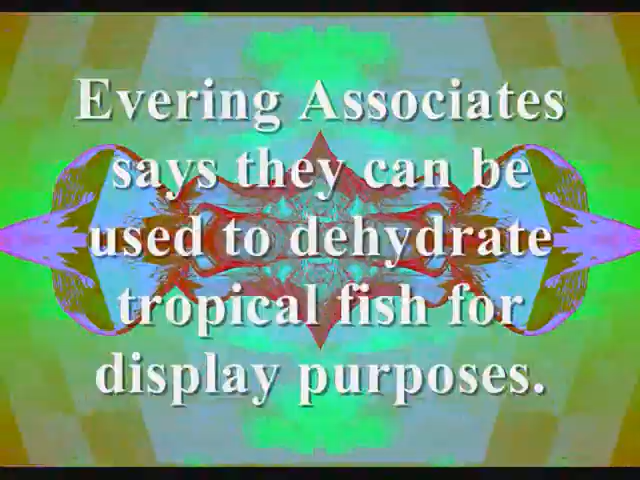 Evering Associates
says they can be
used to dehydrate
tropical fish for
display purposes.